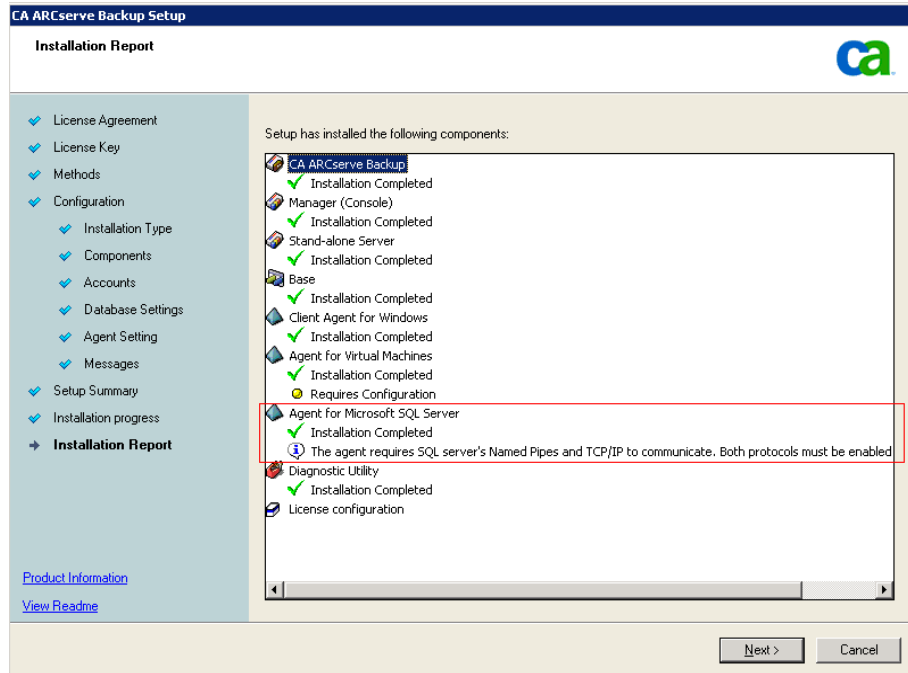 CA ARCserve Backup Setup
Installation Report
ca
License Agreement
License Key
Methods
Configuration
Installation Type
Components
Accounts
Database Settings
Agent Setting
Messages
Setup Summary
Installation progress
Installation Report
Product Information
View Readme
Setup has installed the following components:
CA ARCserve Backup
Installation Completed
Manager (Console)
Installation Completed
Stand-alone Server
Installation Completed
Base
Installation Completed
Client Agent for Windows
Installation Completed
Agent for Virtual Machines
Installation Completed
Requires Configuration
Agent for Microsoft SQL Server
Installation Completed
The agent requires SQL server's Named Pipes and TCP/IP to communicate. Both protocols must be enabled
Diagnostic Utility
Installation Completed
License configuration
Next >
Cancel